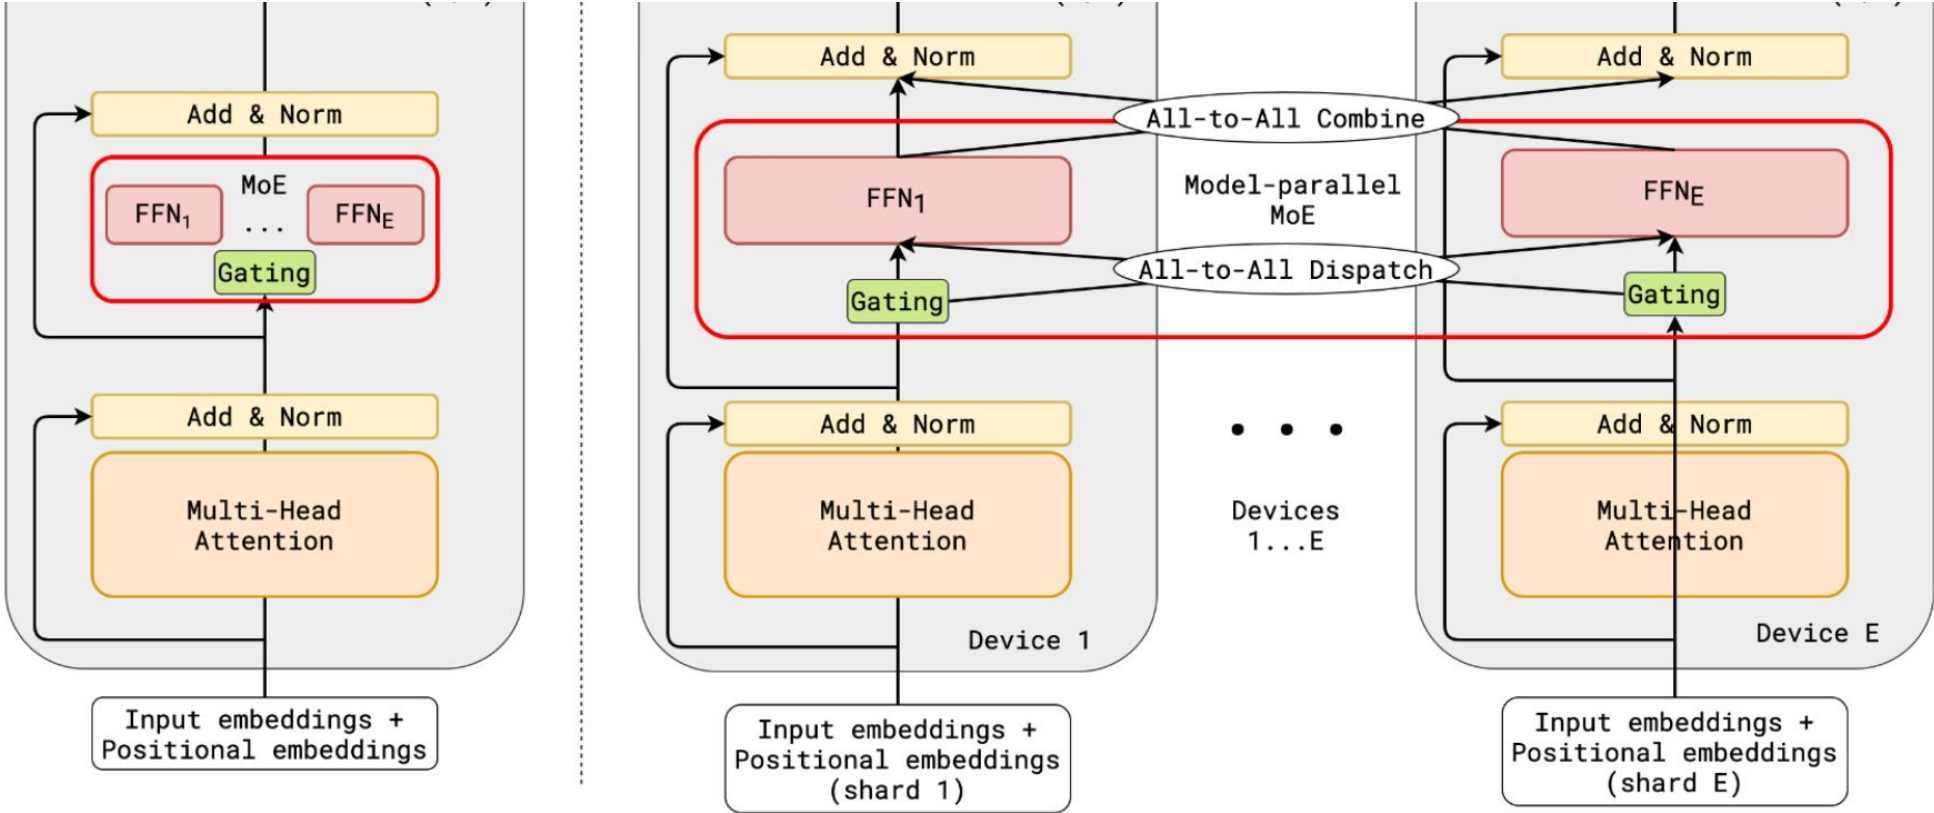 Add & Norm
MoE
FFN1
...
FFNE
Gating
Add & Norm
Multi-Head
Attention
Input embeddings +
Positional embeddings
Add & Norm
All-to-All Combine
FFN1
Model-parallel
MoE
All-to-All Dispatch
Gating
Add & Norm
Multi-Head
Attention
Device 1
Input embeddings +
Positional embeddings
(shard 1)
Devices
1...E
Add & Norm
FFNE
Gating
Add & Norm
Multi-Head
Attention
Device E
Input embeddings +
Positional embeddings
(shard E)